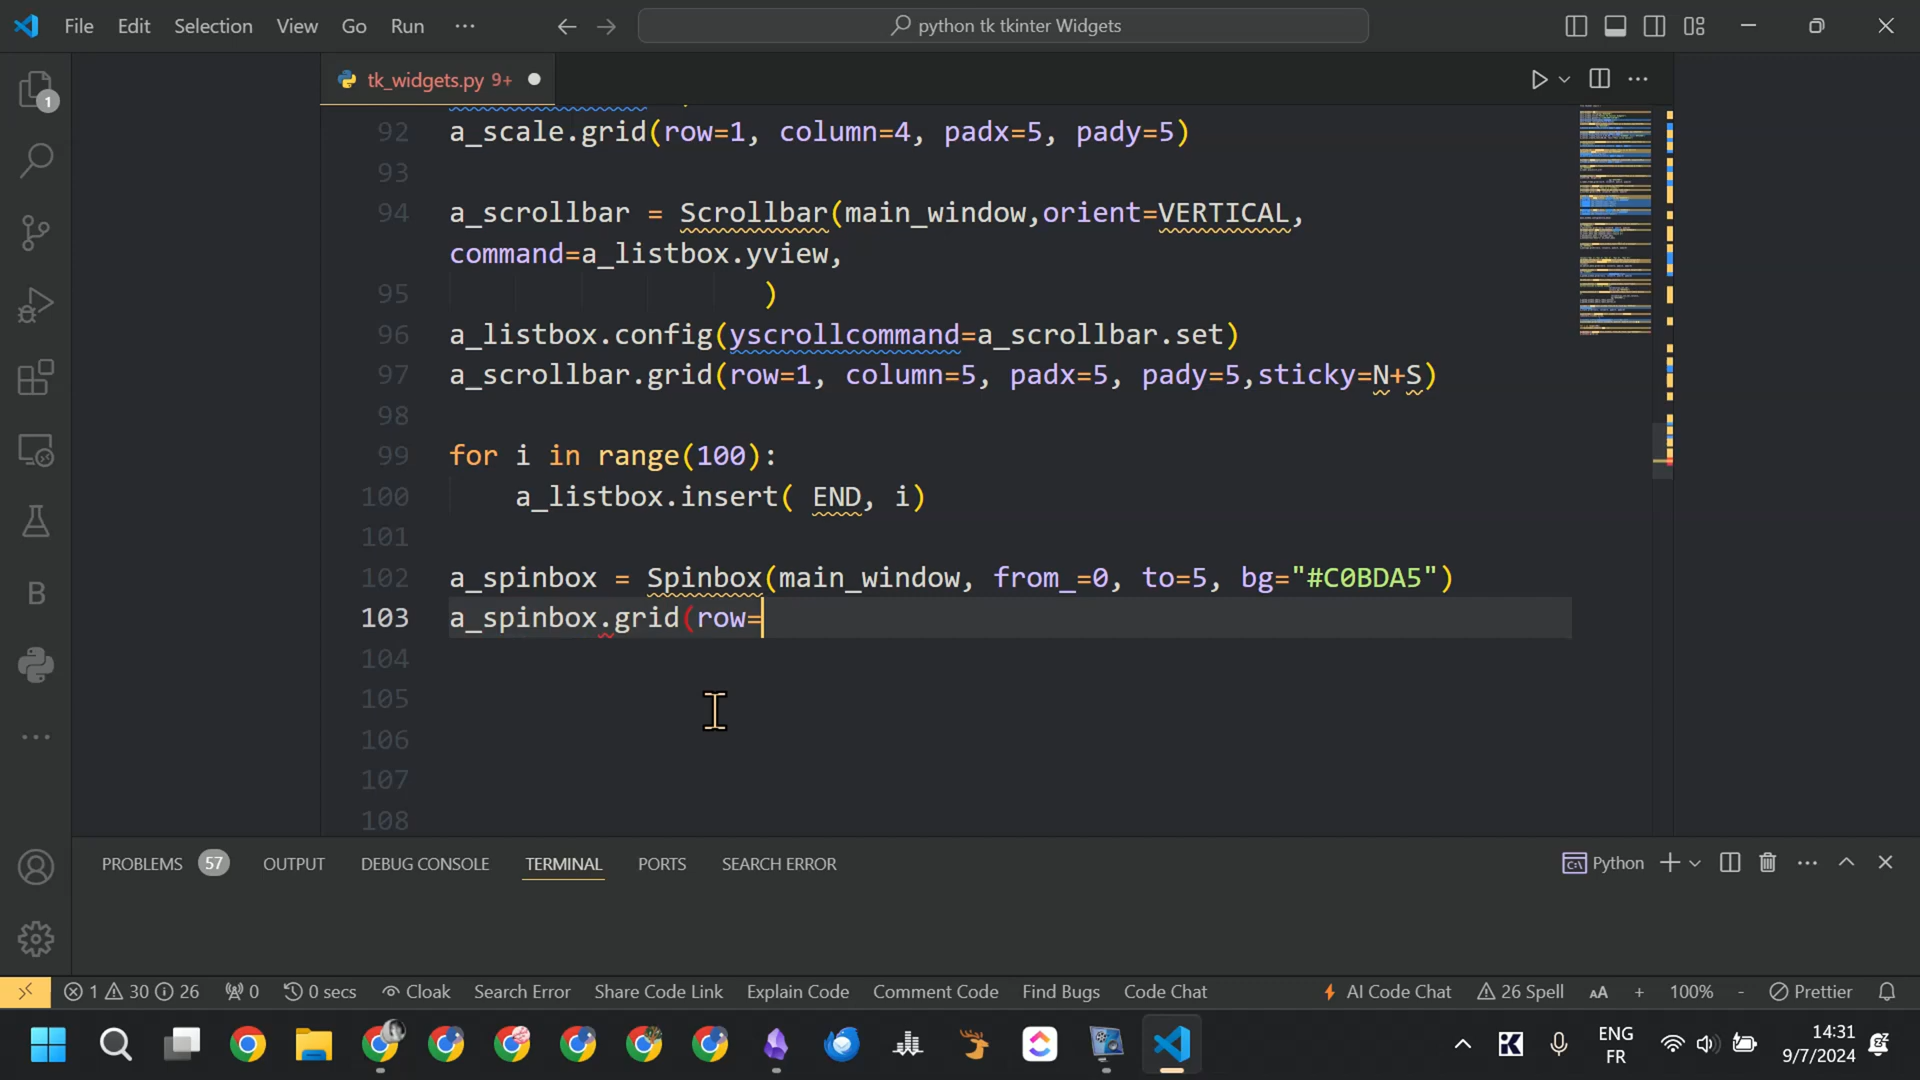 File Edit Selection View Go Run ···
python tk tkinter Widgets
1
tk_widgets.py 9+
92 a_scale.grid(row=1, column=4, padx=5, pady=5)
93
94 a_scrollbar = Scrollbar(main_window,orient=VERTICAL,
command=a_listbox.yview,
95 )
96 a_listbox.config(yscrollcommand=a_scrollbar.set)
97 a_scrollbar.grid(row=1, column=5, padx=5, pady=5,sticky=N+S)
98
99 for i in range(100):
100 a_listbox.insert( END, i)
101
102 a_spinbox = Spinbox(main_window, from_=0, to=5, bg="#C0BDA5")
103 a_spinbox.grid(row=
104
105
106
107
108
PROBLEMS 57 OUTPUT DEBUG CONSOLE TERMINAL PORTS SEARCH ERROR Python
1 30 26 0 0 secs Cloak Search Error Share Code Link Explain Code Comment Code Find Bugs Code Chat AI Code Chat 26 Spell AA + 100% - Prettier
ENG
FR
14:31
9/7/2024